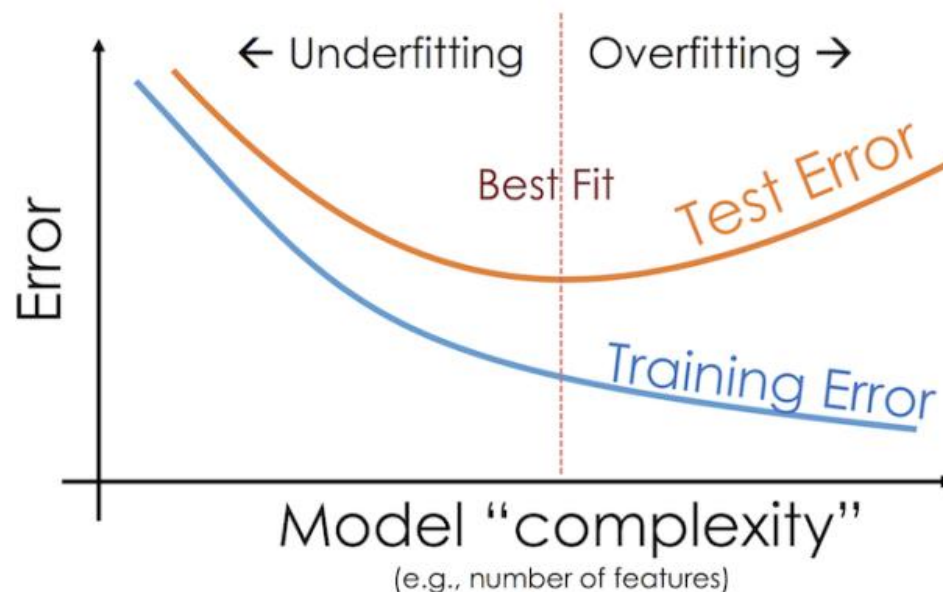 ← Underfitting
Overfitting →
Best Fit
Test Error
Error
Training Error
Model “complexity”
(e.g., number of features)